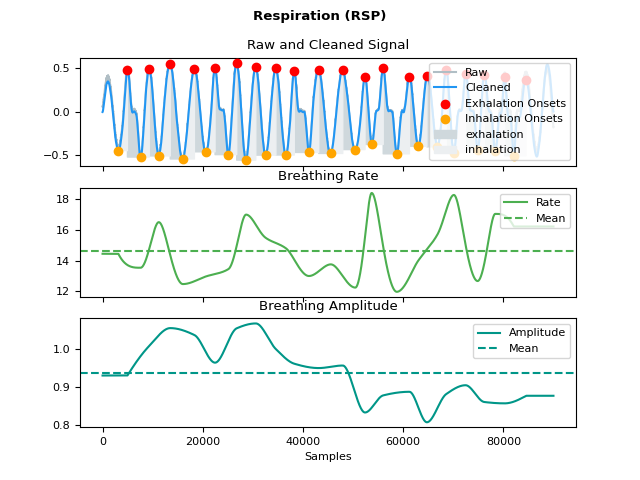 Respiration (RSP)
Raw and Cleaned Signal
0.5
0.0
−0.5
Raw
Cleaned
Exhalation Onsets
Inhalation Onsets
exhalation
inhalation
Breathing Rate
18
16
14
12
Rate
Mean
Breathing Amplitude
1.0
0.9
0.8
Amplitude
Mean
0
20000
40000
60000
80000
Samples